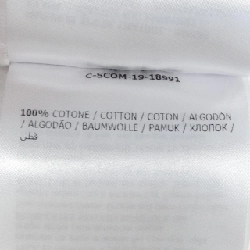 C-SCOM 19-18991
100% COTONE / COTTON / COTON / ALGODÓN
/ ALGODÃO / BAUMWOLLE / PAMUK / ХЛОПОК /
قطن